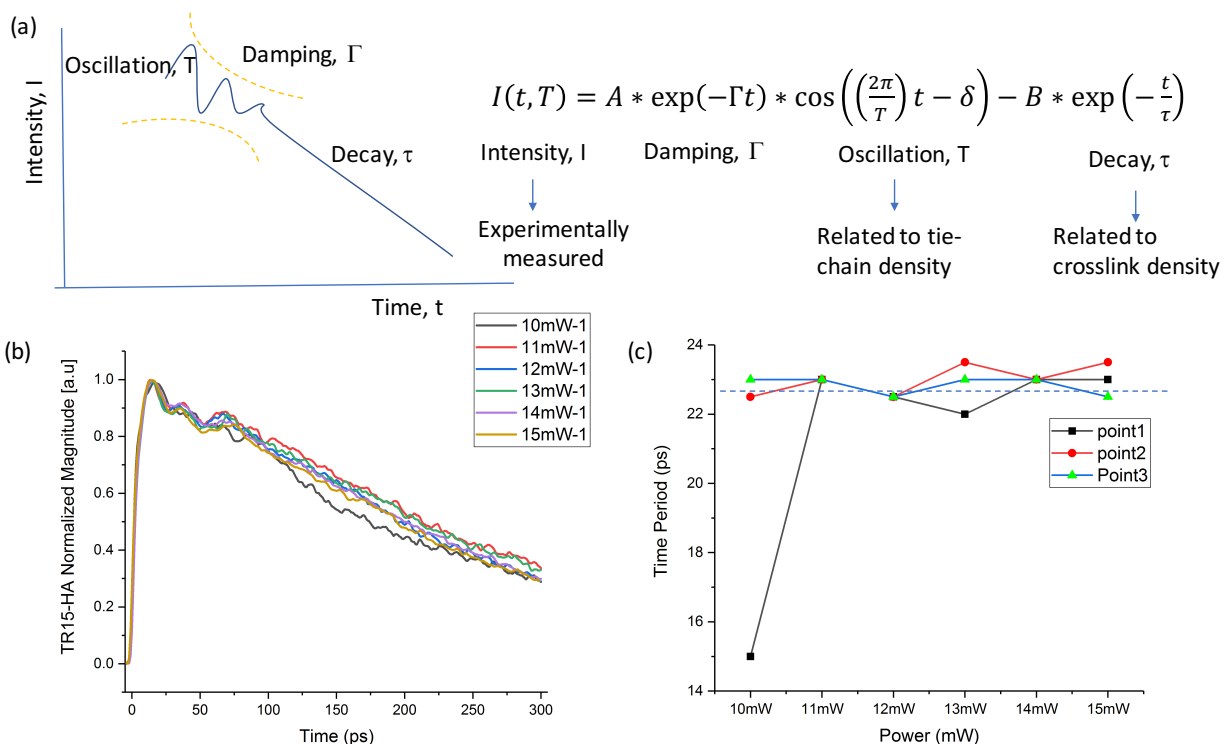 (a)
Oscillation, T
Damping, Γ
Intensity, I
Decay, τ
Time, t
I(t, T) = A * exp(−Γt) * cos((($\frac{2π}{T}$) t − δ) − B * exp (−$\frac{t}{τ}$)
Intensity, I
Damping, Γ
Oscillation, T
Decay, τ
Experimentally
measured
Related to tie-
chain density
Related to
crosslink density
(b)
10mW-1
11mW-1
12mW-1
13mW-1
14mW-1
15mW-1
TR15-HA Normalized Magnitude [a.u]
1.0
0.8
0.6
0.4
0.2
0.0
0 50 100 150 200 250 300
Time (ps)
(c)
point1
point2
Point3
Time Period (ps)
24
22
20
18
16
14
10mW 11mW 12mW 13mW 14mW 15mW
Power (mW)